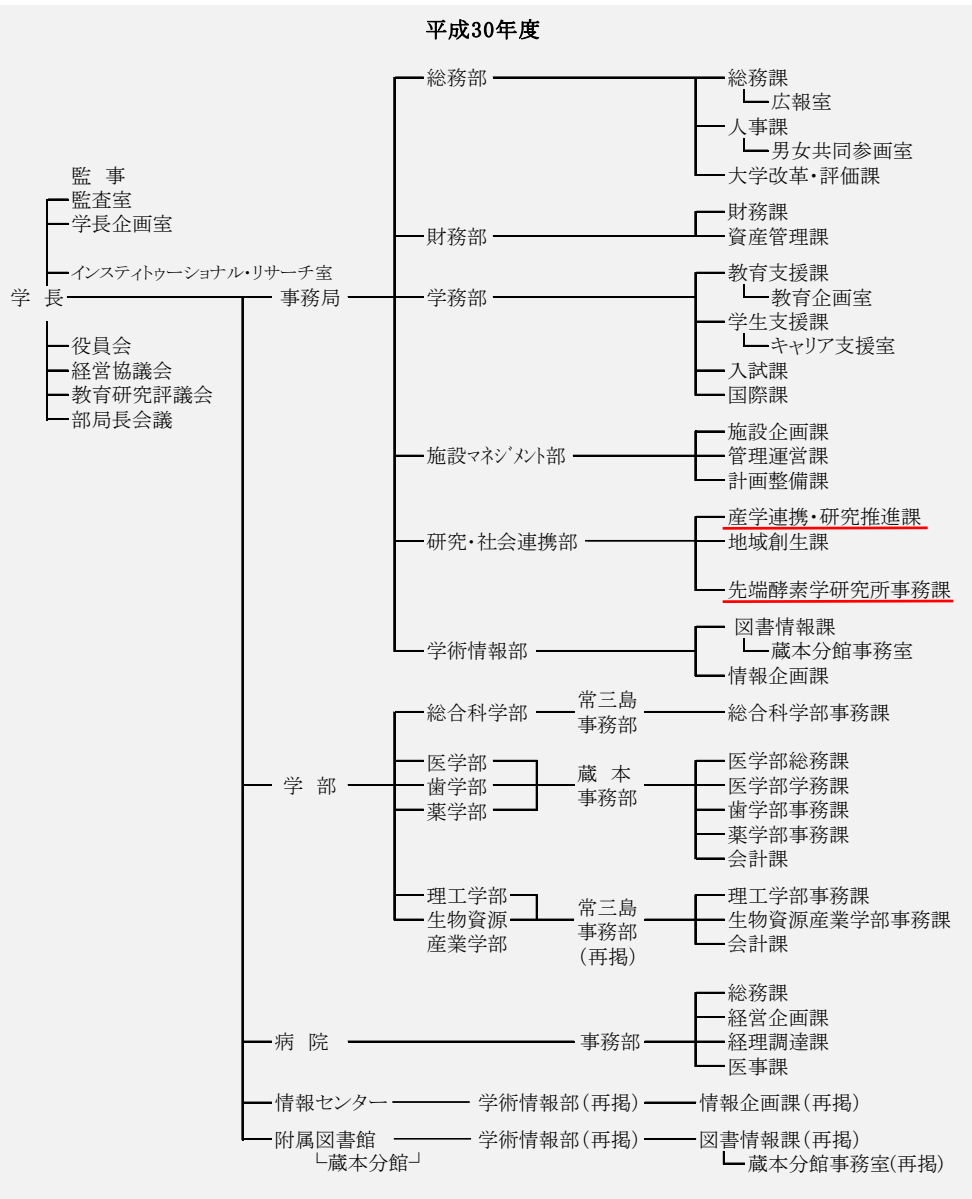 平成30年度
総務部
総務課
広報室
人事課
男女共同参画室
大学改革・評価課
監 事
監査室
学長企画室
インスティトゥーショナル・リサーチ室
学 長
役員会
経営協議会
教育研究評議会
部局長会議
事務局
財務部
財務課
資産管理課
学務部
教育支援課
教育企画室
学生支援課
キャリア支援室
入試課
国際課
施設マネジメント部
施設企画課
管理運営課
計画整備課
研究・社会連携部
産学連携・研究推進課
地域創生課
先端酵素学研究所事務課
学術情報部
図書情報課
蔵本分館事務室
情報企画課
学 部
総合科学部
常三島
事務部
総合科学部事務課
医学部
歯学部
薬学部
蔵 本
事務部
医学部総務課
医学部学務課
歯学部事務課
薬学部事務課
会計課
理工学部
生物資源
産業学部
常三島
事務部
(再掲)
理工学部事務課
生物資源産業学部事務課
会計課
病 院
事務部
総務課
経営企画課
経理調達課
医事課
情報センター
学術情報部(再掲)
情報企画課(再掲)
附属図書館
蔵本分館
学術情報部(再掲)
図書情報課(再掲)
蔵本分館事務室(再掲)